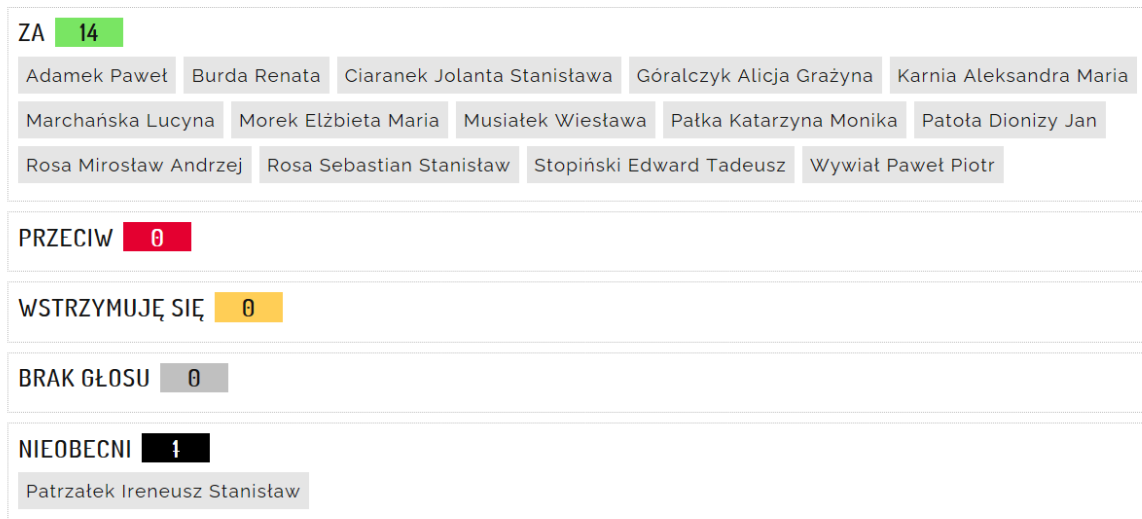 ZA 14
Adamek Paweł Burda Renata Ciaranek Jolanta Stanisława Góralczyk Alicja Grażyna Karnia Aleksandra Maria
Marchańska Lucyna Morek Elżbieta Maria Musiałek Wiesława Pałka Katarzyna Monika Patoła Dionizy Jan
Rosa Mirosław Andrzej Rosa Sebastian Stanisław Stopiński Edward Tadeusz Wywiał Paweł Piotr
PRZECIW 0
WSTRZYMUJĘ SIĘ 0
BRAK GŁOSU 0
NIEOBECNI 1
Patrzałek Ireneusz Stanisław